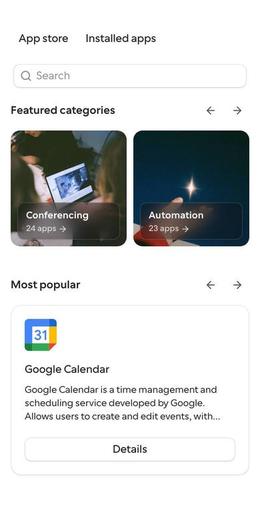 App store Installed apps
Search
Featured categories
Conferencing
24 apps →
Automation
23 apps →
Most popular
31
Google Calendar
Google Calendar is a time management and
scheduling service developed by Google.
Allows users to create and edit events, with...
Details